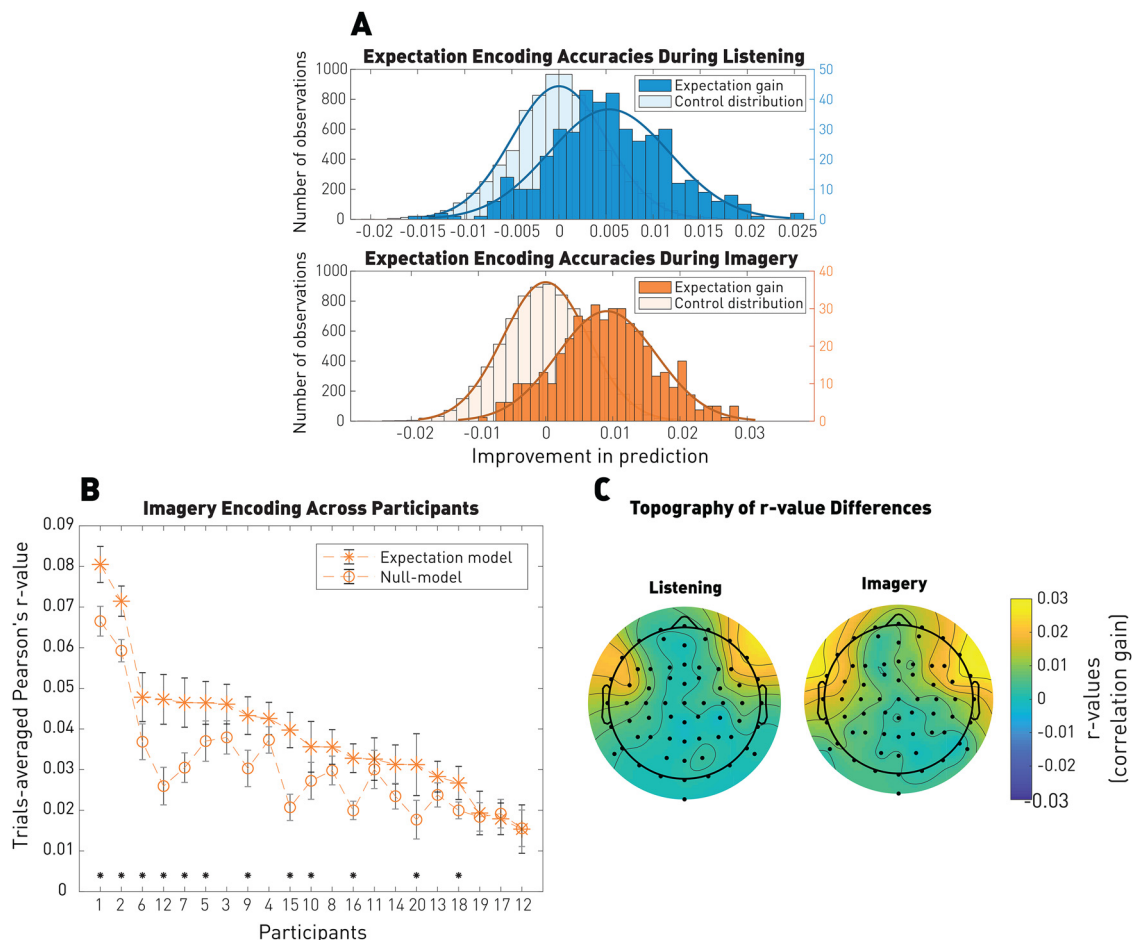 A
Expectation Encoding Accuracies During Listening
Number of observations
1000
800
600
400
200
0
50
40
30
20
10
0
Expectation gain
Control distribution
-0.02 -0.015 -0.01 -0.005 0 0.005 0.01 0.015 0.02 0.025
Expectation Encoding Accuracies During Imagery
Number of observations
1000
800
600
400
200
0
40
30
20
10
0
Expectation gain
Control distribution
-0.02 -0.01 0 0.01 0.02 0.03
Improvement in prediction
B
Imagery Encoding Across Participants
Trials-averaged Pearson's r-value
0.09
0.08
0.07
0.06
0.05
0.04
0.03
0.02
0.01
0
Expectation model
Null-model
* * * * * * * * * * * *
1 2 6 12 7 5 3 9 4 15 10 8 16 11 14 20 13 18 19 17 12
Participants
C
Topography of r-value Differences
Listening
Imagery
0.03
0.02
0.01
0
-0.01
-0.02
-0.03
r-values
(correlation gain)